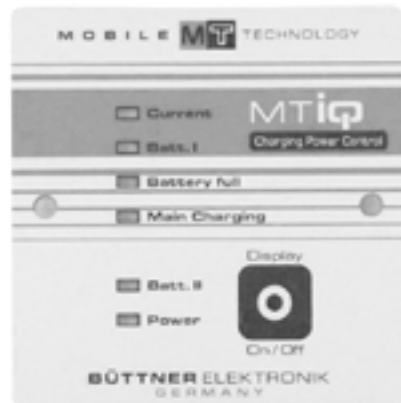 MOBILE MT TECHNOLOGY
Current
MTiQ
Batt. I
Charging Power Control
Battery full
Main Charging
Display
Batt. II
Power
On/Off
BÜTTNER ELEKTRONIK
GERMANY